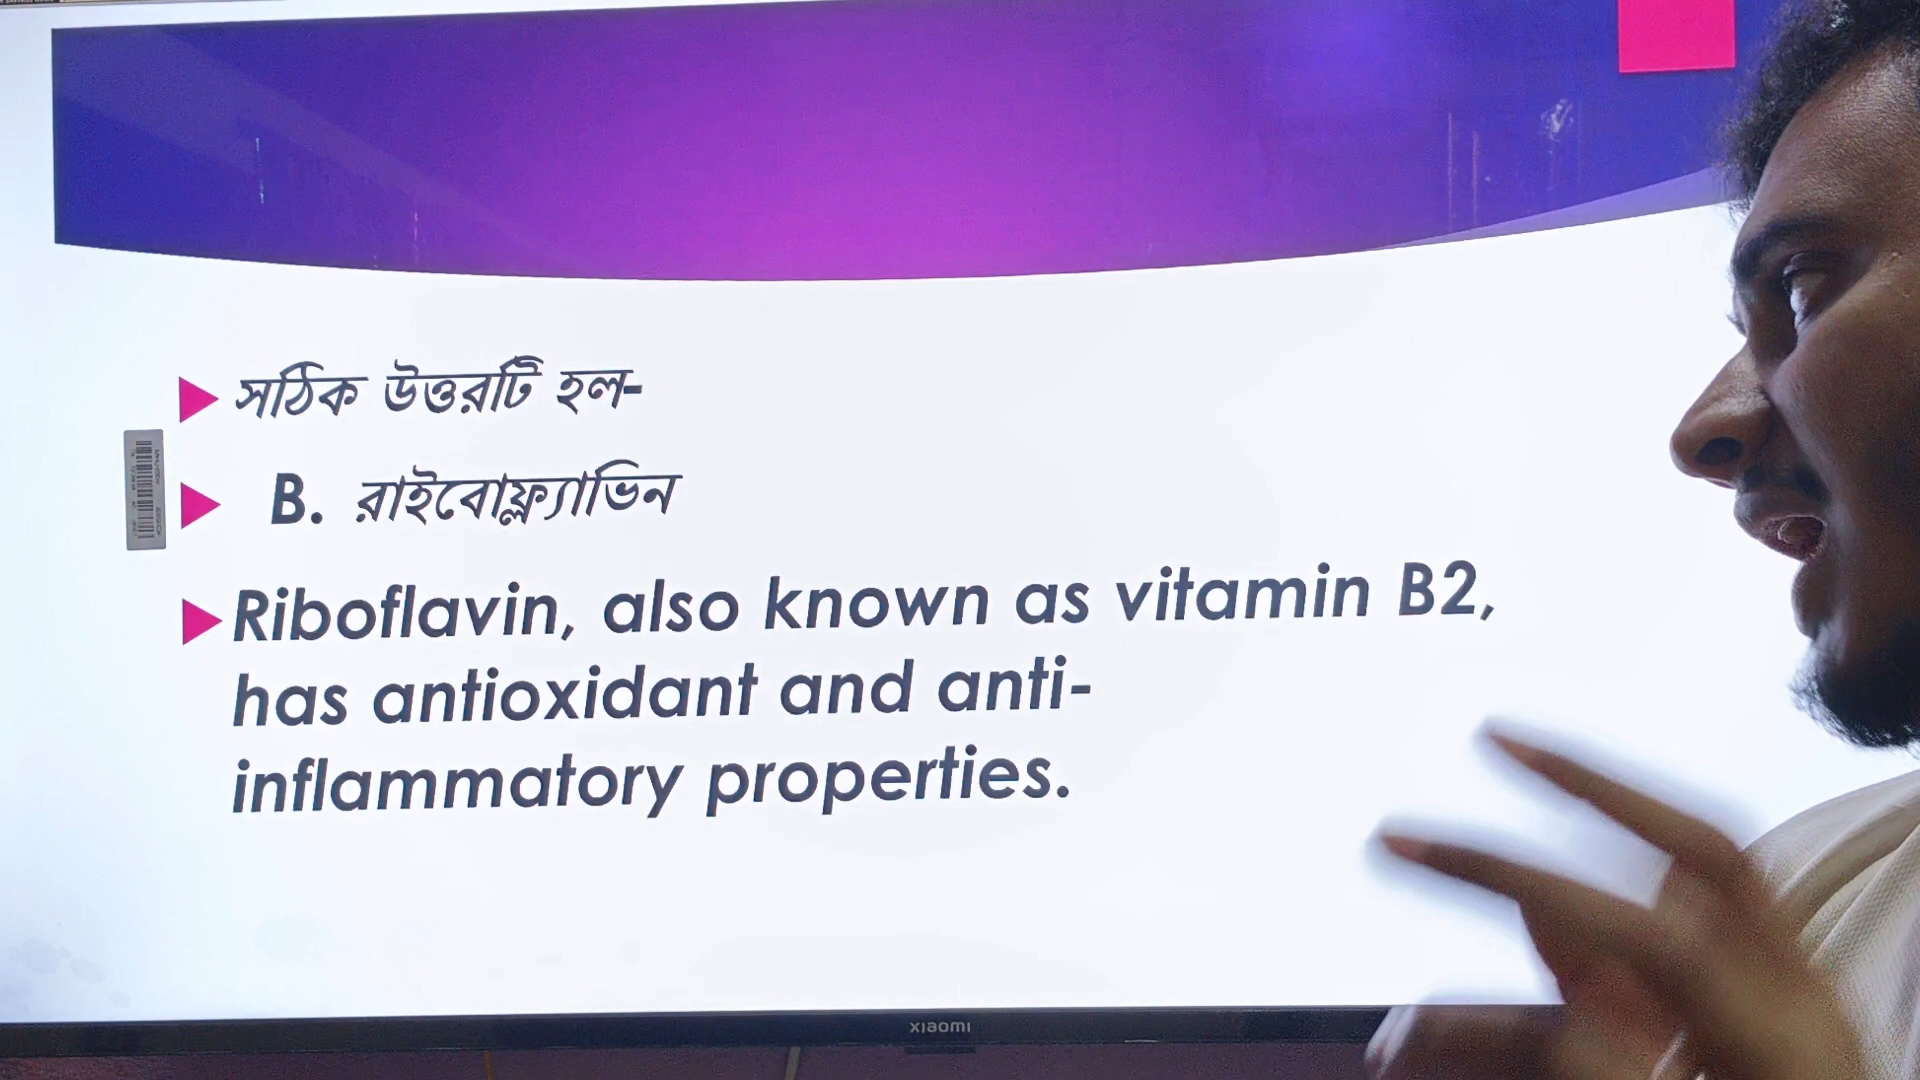 সঠিক উত্তরটি হল-
B. রাইবোফ্ল্যাভিন
Riboflavin, also known as vitamin B2,
has antioxidant and anti-
inflammatory properties.
xiaomi